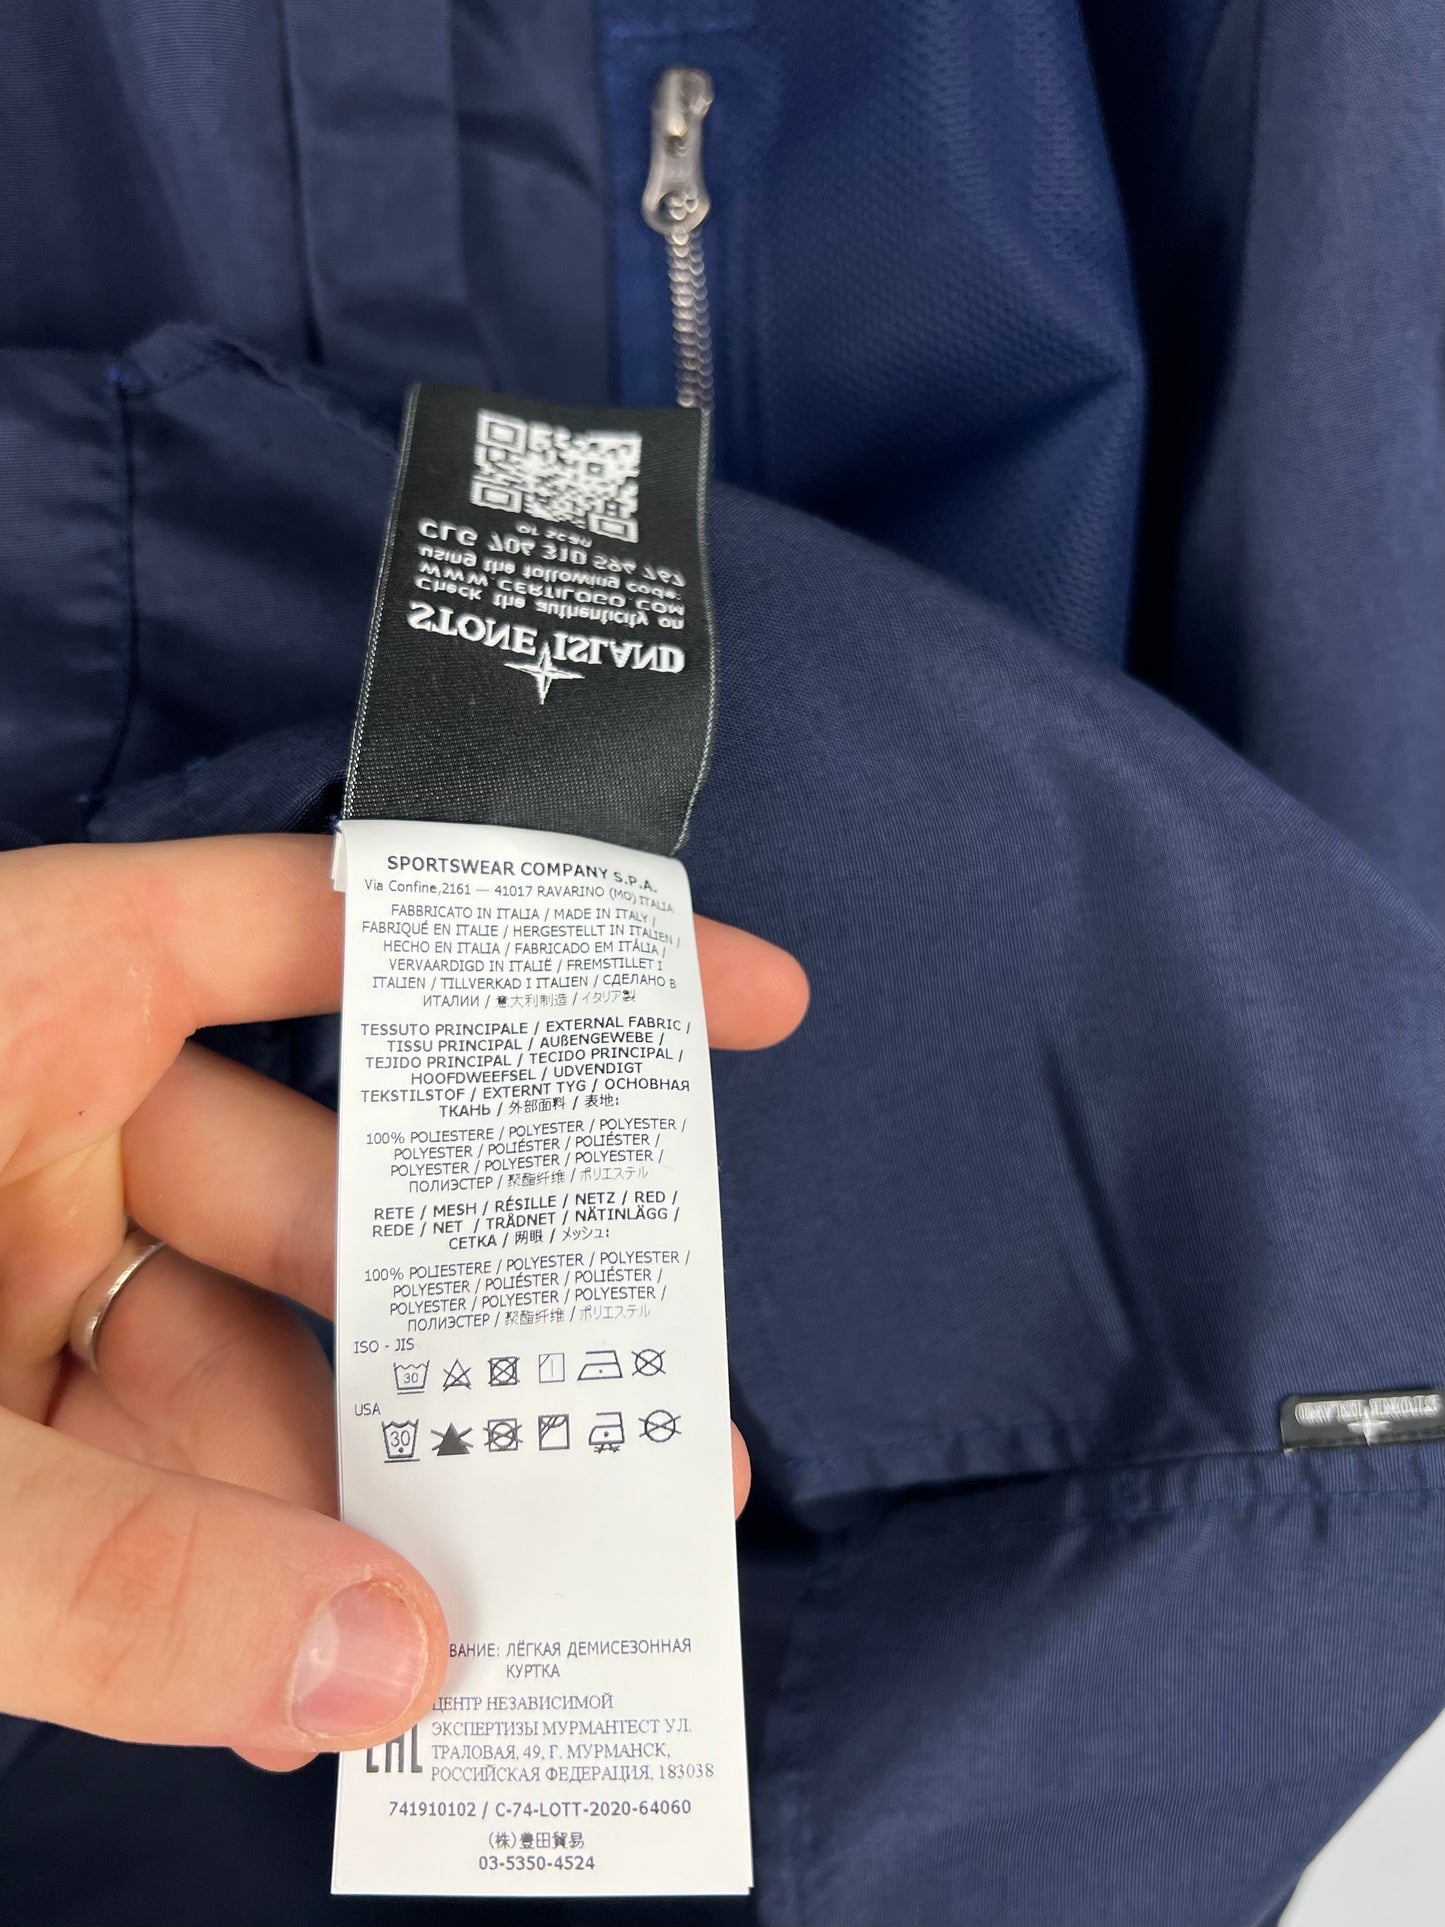 STONE ISLAND
Check the authenticity on
WWW.CERTILOGO.COM
using the following code:
CLG 704 310 594 767
or scan
SPORTSWEAR COMPANY S.P.A.
Via Confine,2161 — 41017 RAVARINO (MO) ITALIA
FABBRICATO IN ITALIA / MADE IN ITALY /
FABRIQUÉ EN ITALIE / HERGESTELLT IN ITALIEN /
HECHO EN ITALIA / FABRICADO EM ITÁLIA /
VERVAARDIGD IN ITALIË / FREMSTILLET I
ITALIEN / TILLVERKAD I ITALIEN / СДЕЛАНО В
ИТАЛИИ / 意大利制造 / イタリア製
TESSUTO PRINCIPALE / EXTERNAL FABRIC /
TISSU PRINCIPAL / AUßENGEWEBE /
TEJIDO PRINCIPAL / TECIDO PRINCIPAL /
HOOFDWEEFSEL / UDVENDIGT
TEKSTILSTOF / EXTERNT TYG / ОСНОВНАЯ
ТКАНЬ / 外部面料 / 表地:
100% POLIESTERE / POLYESTER / POLYESTER /
POLYESTER / POLIÉSTER / POLIÉSTER /
POLYESTER / POLYESTER / POLYESTER /
ПОЛИЭСТЕР / 聚酯纤维 / ポリエステル
RETE / MESH / RÉSILLE / NETZ / RED /
REDE / NET / TRÅDNET / NÄTINLÄGG /
СЕТКА / 网眼 / メッシュ:
100% POLIESTERE / POLYESTER / POLYESTER /
POLYESTER / POLIÉSTER / POLIÉSTER /
POLYESTER / POLYESTER / POLYESTER /
ПОЛИЭСТЕР / 聚酯纤维 / ポリエステル
ISO - JIS
30
USA
30
ВАНИЕ: ЛЁГКАЯ ДЕМИСЕЗОННАЯ
КУРТКА
ЦЕНТР НЕЗАВИСИМОЙ
ЭКСПЕРТИЗЫ МУРМАНТЕСТ УЛ.
ТРАЛОВАЯ, 49, Г. МУРМАНСК,
РОССИЙСКАЯ ФЕДЕРАЦИЯ, 183038
EAC
741910102 / C-74-LOTT-2020-64060
(株)豊田貿易
03-5350-4524
STONE ISLAND